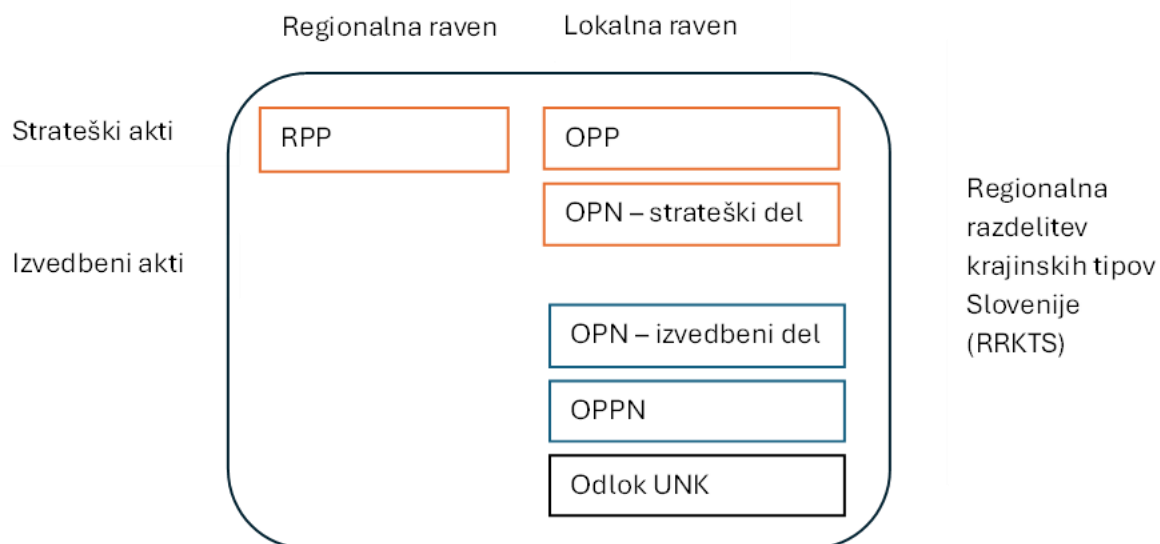 Regionalna raven
Lokalna raven
Strateški akti
RPP
OPP
OPN – strateški del
Izvedbeni akti
OPN – izvedbeni del
OPPN
Odlok UNK
Regionalna
razdelitev
krajinskih tipov
Slovenije
(RRKTS)